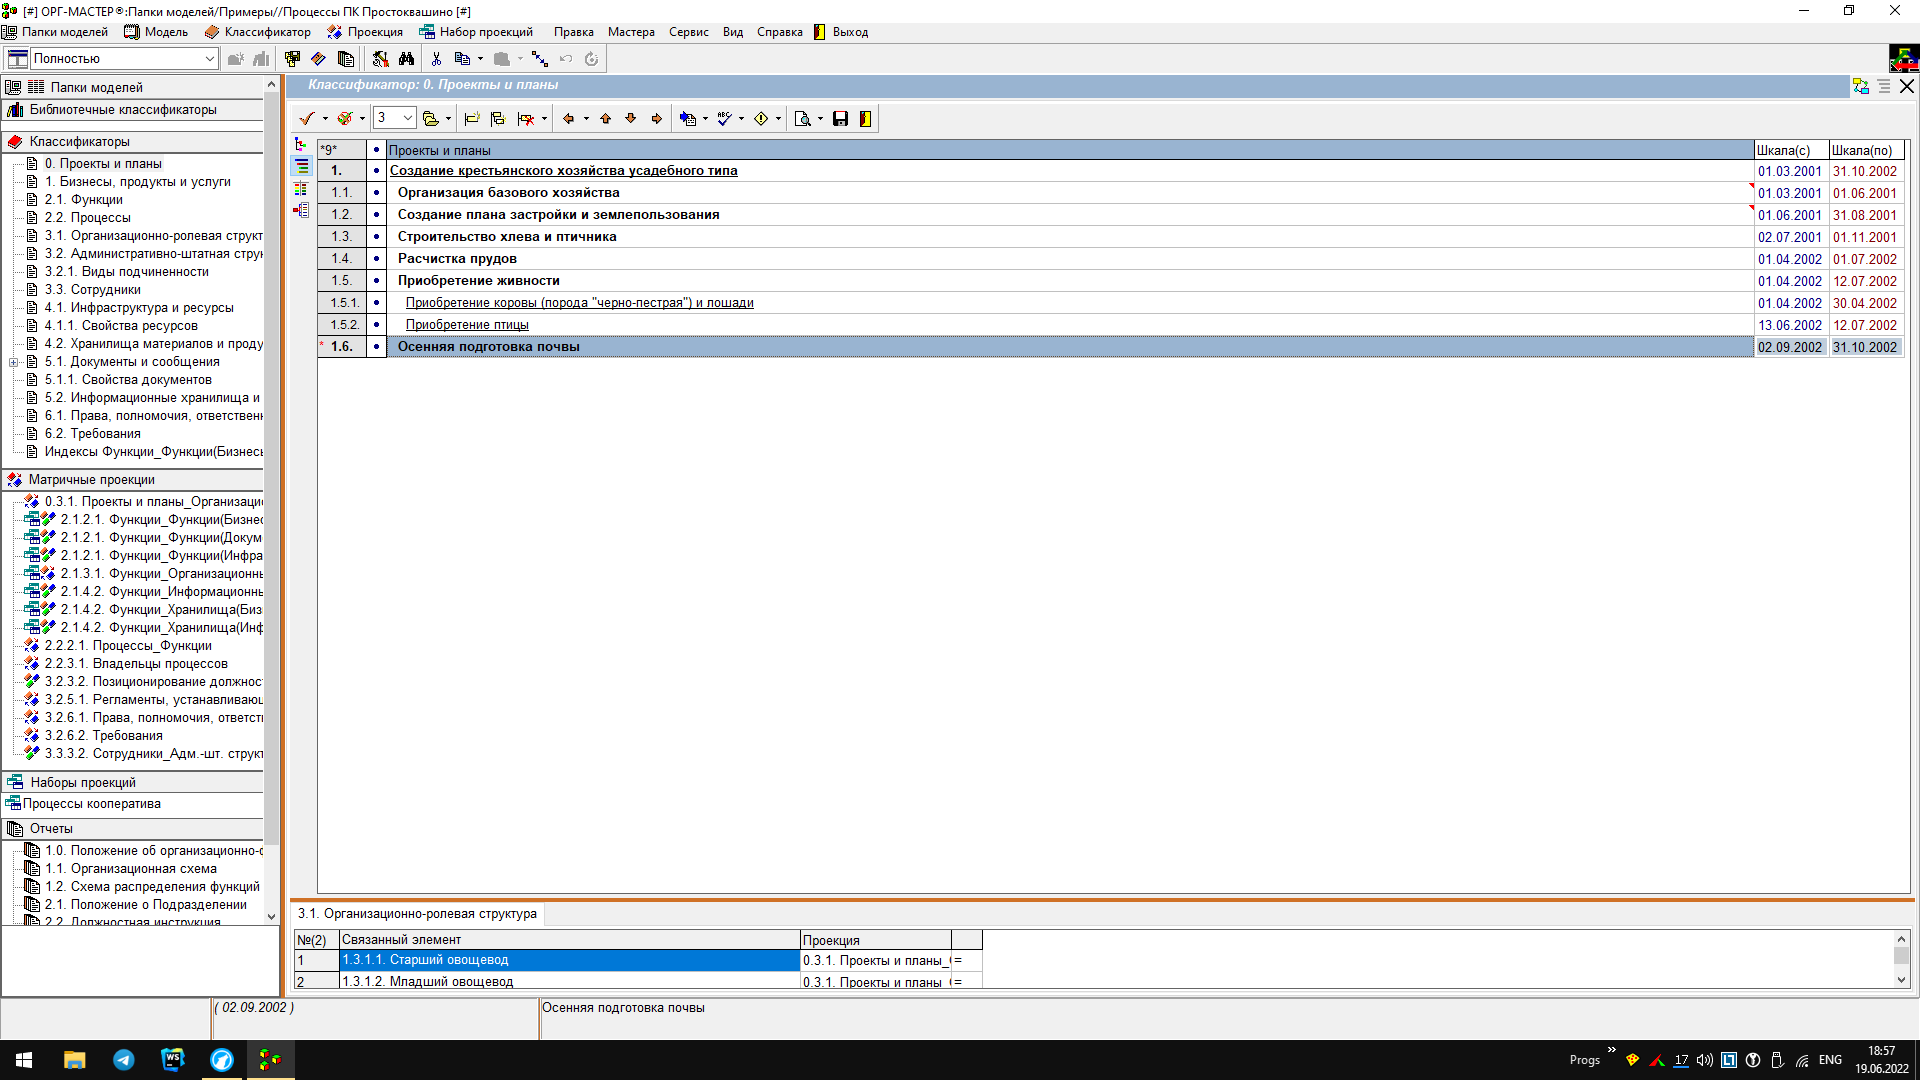 [#] ОРГ-МАСТЕР®:Папки моделей/Примеры//Процессы ПК Простоквашино [#]
Папки моделей Модель Классификатор Проекция Набор проекций Правка Мастера Сервис Вид Справка Выход
Полностью
Папки моделей
Библиотечные классификаторы
Классификаторы
0. Проекты и планы
1. Бизнесы, продукты и услуги
2.1. Функции
2.2. Процессы
3.1. Организационно-ролевая структ
3.2. Административно-штатная струк
3.2.1. Виды подчиненности
3.3. Сотрудники
4.1. Инфраструктура и ресурсы
4.1.1. Свойства ресурсов
4.2. Хранилища материалов и проду
5.1. Документы и сообщения
5.1.1. Свойства документов
5.2. Информационные хранилища и
6.1. Права, полномочия, ответствен
6.2. Требования
Индексы Функции_Функции(Бизнесь
Матричные проекции
0.3.1. Проекты и планы_Организацис
2.1.2.1. Функции_Функции(Бизнес
2.1.2.1. Функции_Функции(Докум
2.1.2.1. Функции_Функции(Инфра
2.1.3.1. Функции_Организационнь
2.1.4.2. Функции_Информационнь
2.1.4.2. Функции_Хранилища(Биз
2.1.4.2. Функции_Хранилища(Инф
2.2.2.1. Процессы_Функции
2.2.3.1. Владельцы процессов
3.2.3.2. Позиционирование должнос
3.2.5.1. Регламенты, устанавливаю
3.2.6.1. Права, полномочия, ответст
3.2.6.2. Требования
3.3.3.2. Сотрудники_Адм.-шт. структ
Наборы проекций
Процессы кооператива
Отчеты
1.0. Положение об организационно-с
1.1. Организационная схема
1.2. Схема распределения функций
2.1. Положение о Подразделении
2.2. Должностная инструкция
Классификатор: 0. Проекты и планы
3
*9* Проекты и планы Шкала(с) Шкала(по)
1. Создание крестьянского хозяйства усадебного типа 01.03.2001 31.10.2002
1.1. Организация базового хозяйства 01.03.2001 01.06.2001
1.2. Создание плана застройки и землепользования 01.06.2001 31.08.2001
1.3. Строительство хлева и птичника 02.07.2001 01.11.2001
1.4. Расчистка прудов 01.04.2002 01.07.2002
1.5. Приобретение живности 01.04.2002 12.07.2002
1.5.1. Приобретение коровы (порода "черно-пестрая") и лошади 01.04.2002 30.04.2002
1.5.2. Приобретение птицы 13.06.2002 12.07.2002
* 1.6. Осенняя подготовка почвы 02.09.2002 31.10.2002
3.1. Организационно-ролевая структура
№(2) Связанный элемент Проекция
1 1.3.1.1. Старший овощевод 0.3.1. Проекты и планы_ =
2 1.3.1.2. Младший овощевод 0.3.1. Проекты и планы_ =
( 02.09.2002 ) Осенняя подготовка почвы
Progs » 17 ENG
18:57
19.06.2022